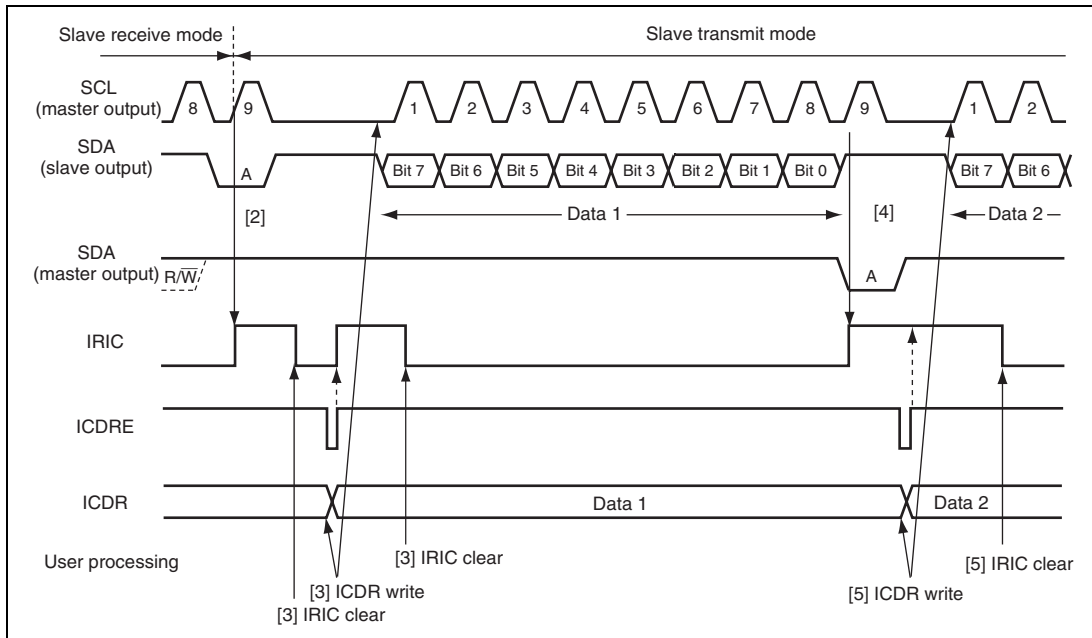 Slave receive mode
Slave transmit mode
SCL
(master output)
8 9 1 2 3 4 5 6 7 8 9 1 2
SDA
(slave output)
A
Bit 7 Bit 6 Bit 5 Bit 4 Bit 3 Bit 2 Bit 1 Bit 0 Bit 7 Bit 6
[2]
Data 1
[4]
Data 2
SDA
(master output)
R/W̅
A
IRIC
ICDRE
ICDR
Data 1
Data 2
User processing
[3] IRIC clear
[5] IRIC clear
[3] ICDR write
[5] ICDR write
[3] IRIC clear